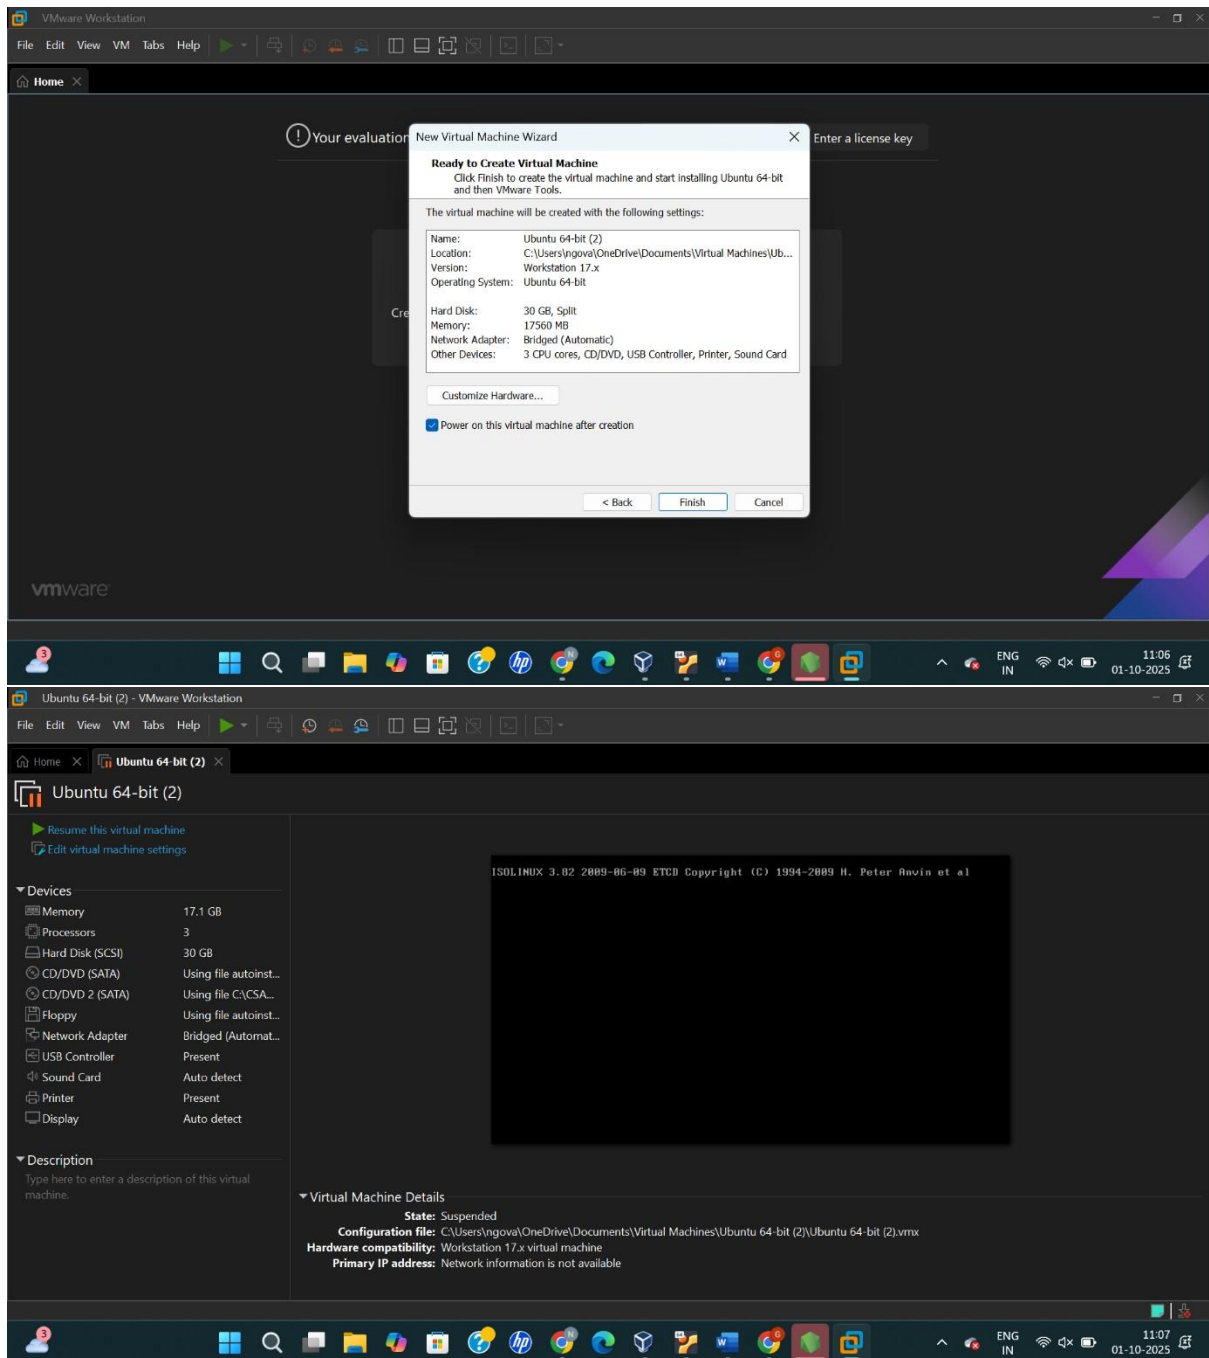 VMware Workstation
File Edit View VM Tabs Help
Home
Your evaluation
Enter a license key
New Virtual Machine Wizard
Ready to Create Virtual Machine
Click Finish to create the virtual machine and start installing Ubuntu 64-bit
and then VMware Tools.
The virtual machine will be created with the following settings:
Name: Ubuntu 64-bit (2)
Location: C:\Users\ngova\OneDrive\Documents\Virtual Machines\Ub...
Version: Workstation 17.x
Operating System: Ubuntu 64-bit
Hard Disk: 30 GB, Split
Cre
Memory: 17560 MB
Network Adapter: Bridged (Automatic)
Other Devices: 3 CPU cores, CD/DVD, USB Controller, Printer, Sound Card
Customize Hardware...
Power on this virtual machine after creation
< Back Finish Cancel
vmware
3
ENG
IN
11:06
01-10-2025
Ubuntu 64-bit (2) - VMware Workstation
File Edit View VM Tabs Help
Home Ubuntu 64-bit (2)
Ubuntu 64-bit (2)
Resume this virtual machine
Edit virtual machine settings
Devices
Memory 17.1 GB
Processors 3
Hard Disk (SCSI) 30 GB
CD/DVD (SATA) Using file autoinst...
CD/DVD 2 (SATA) Using file C:\CSA...
Floppy Using file autoinst...
Network Adapter Bridged (Automat...
USB Controller Present
Sound Card Auto detect
Printer Present
Display Auto detect
Description
Type here to enter a description of this virtual
machine.
ISOLINUX 3.82 2009-06-09 ETCD Copyright (C) 1994-2009 H. Peter Anvin et al
Virtual Machine Details
State: Suspended
Configuration file: C:\Users\ngova\OneDrive\Documents\Virtual Machines\Ubuntu 64-bit (2)\Ubuntu 64-bit (2).vmx
Hardware compatibility: Workstation 17.x virtual machine
Primary IP address: Network information is not available
3
ENG
IN
11:07
01-10-2025